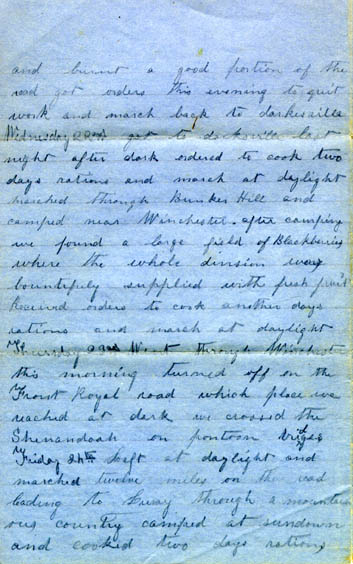 and burnt a good portion of the
road got orders this evening to quit
work and march back to darkesville
Wednesday 22nd got to darksville last
night after dark ordered to cook two
days rations and march at daylight
marched through Bunker Hill and
camped near Winchester. after camping
we found a large field of Blackberries
where the whole division was
bountifuly supplied with fresh fruit
Received orders to cook another days
rations and march at daylight
Thursday 23rd Went through Winchester
this morning turned off on the
Front Royal road which place we
reached at dark we crossed the
Shenandoah on pontoon briges
Friday 24th Left at daylight and
marched twelve miles on the road
leading to through a mountain
ous country camped at sundown
and cooked two days rations